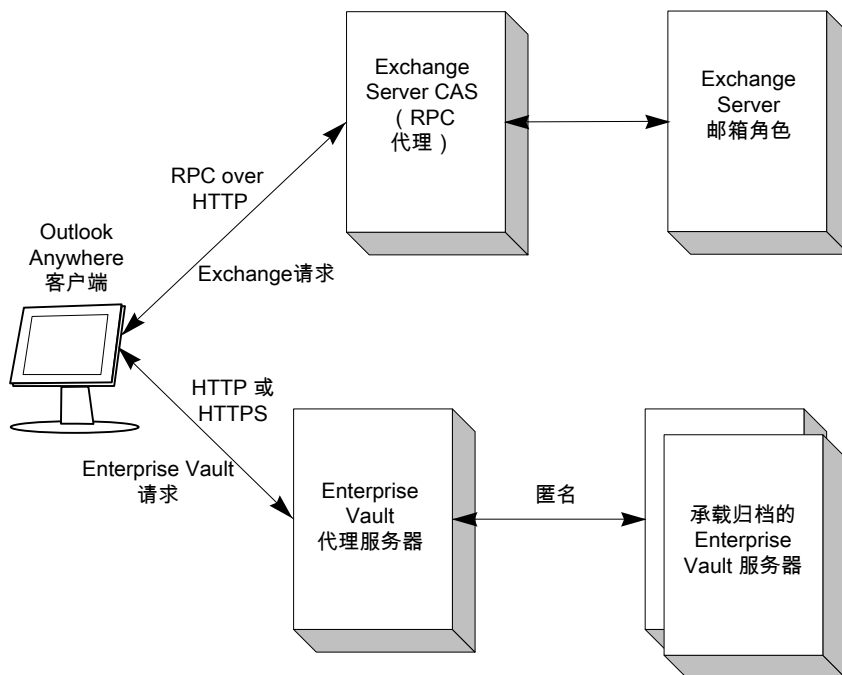 Exchange
Server CAS
（ RPC
代理 ）
Exchange
Server
邮箱角色
RPC over
HTTP
Outlook
Anywhere
客户端
Exchange请求
HTTP 或
HTTPS
Enterprise Vault
请求
Enterprise
Vault
代理服务器
匿名
承载归档的
Enterprise
Vault 服务器